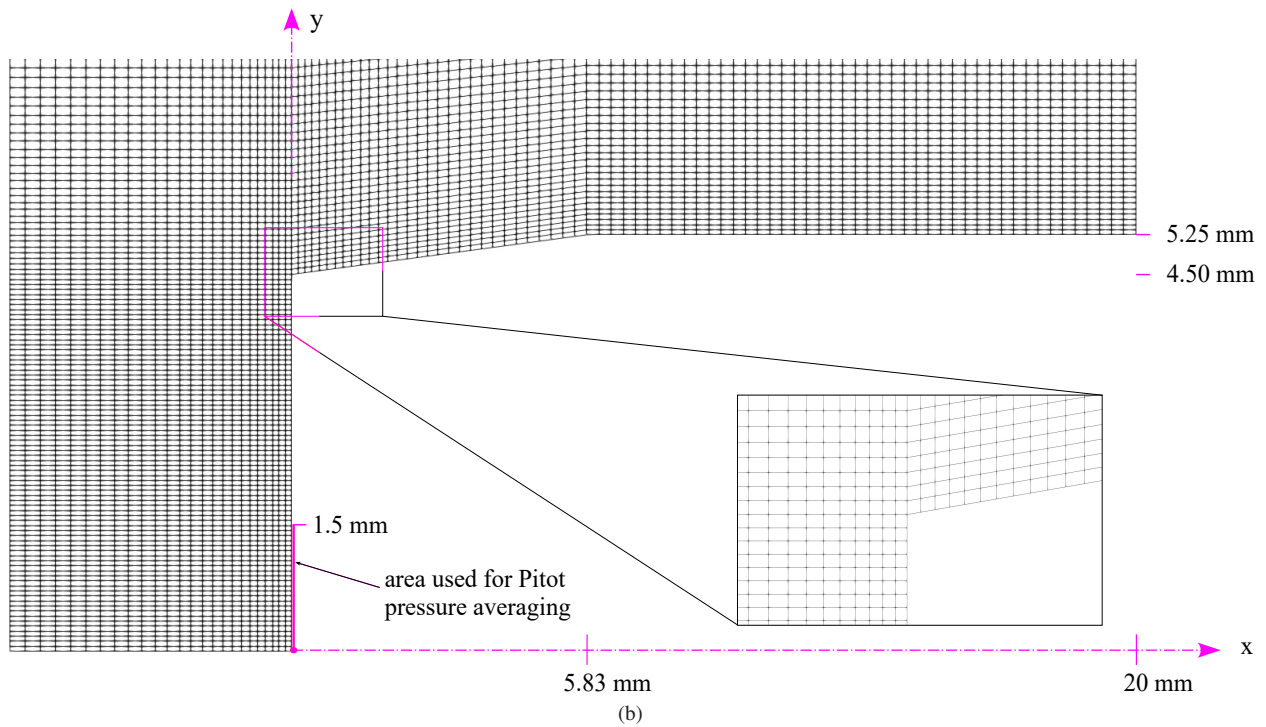 y
5.25 mm
4.50 mm
1.5 mm
area used for Pitot
pressure averaging
x
5.83 mm
20 mm
(b)